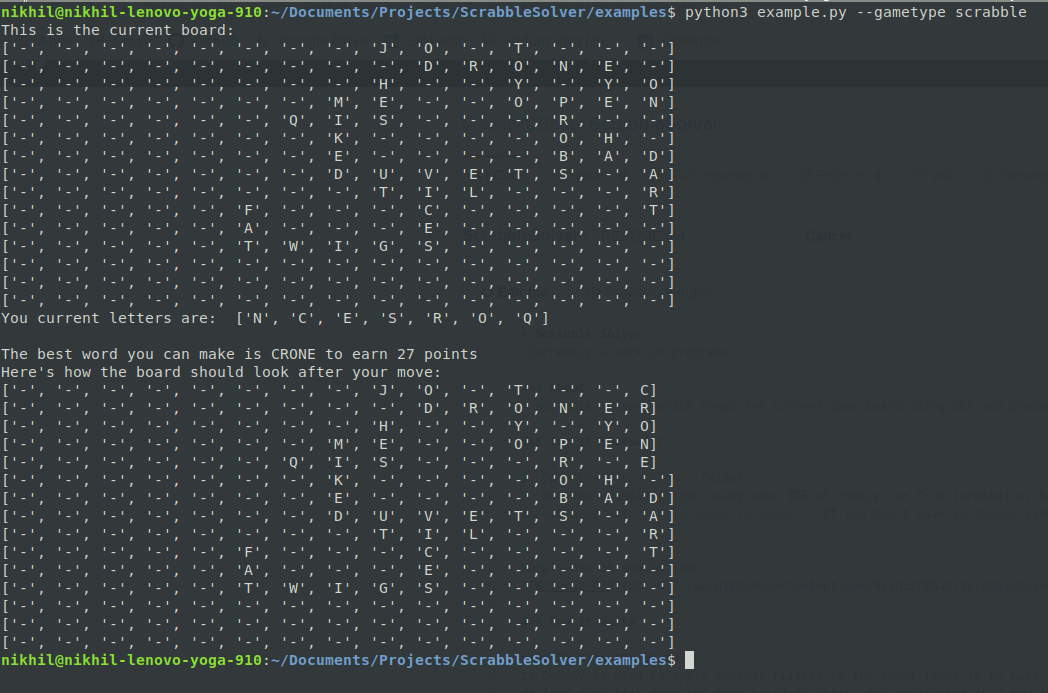 nikhil@nikhil-lenovo-yoga-910:~/Documents/Projects/ScrabbleSolver/examples$ python3 example.py --gametype scrabble
This is the current board:
['-', '-', '-', '-', '-', '-', '-', '-', 'J', 'O', '-', 'T', '-', '-', '-']
['-', '-', '-', '-', '-', '-', '-', '-', '-', 'D', 'R', 'O', 'N', 'E', '-']
['-', '-', '-', '-', '-', '-', '-', '-', 'H', '-', '-', 'Y', '-', 'Y', 'O']
['-', '-', '-', '-', '-', '-', '-', 'M', 'E', '-', '-', 'O', 'P', 'E', 'N']
['-', '-', '-', '-', '-', '-', 'Q', 'I', 'S', '-', '-', '-', 'R', '-', '-']
['-', '-', '-', '-', '-', '-', '-', 'K', '-', '-', '-', '-', 'O', 'H', '-']
['-', '-', '-', '-', '-', '-', '-', 'E', '-', '-', '-', '-', 'B', 'A', 'D']
['-', '-', '-', '-', '-', '-', '-', 'D', 'U', 'V', 'E', 'T', 'S', '-', 'A']
['-', '-', '-', '-', '-', '-', '-', '-', 'T', 'I', 'L', '-', '-', '-', 'R']
['-', '-', '-', '-', '-', 'F', '-', '-', '-', 'C', '-', '-', '-', '-', 'T']
['-', '-', '-', '-', '-', 'A', '-', '-', '-', 'E', '-', '-', '-', '-', '-']
['-', '-', '-', '-', '-', 'T', 'W', 'I', 'G', 'S', '-', '-', '-', '-', '-']
['-', '-', '-', '-', '-', '-', '-', '-', '-', '-', '-', '-', '-', '-', '-']
['-', '-', '-', '-', '-', '-', '-', '-', '-', '-', '-', '-', '-', '-', '-']
['-', '-', '-', '-', '-', '-', '-', '-', '-', '-', '-', '-', '-', '-', '-']
You current letters are:  ['N', 'C', 'E', 'S', 'R', 'O', 'Q']
The best word you can make is CRONE to earn 27 points
Here's how the board should look after your move:
['-', '-', '-', '-', '-', '-', '-', '-', 'J', 'O', '-', 'T', '-', '-', C]
['-', '-', '-', '-', '-', '-', '-', '-', '-', 'D', 'R', 'O', 'N', 'E', R]
['-', '-', '-', '-', '-', '-', '-', '-', 'H', '-', '-', 'Y', '-', 'Y', O]
['-', '-', '-', '-', '-', '-', '-', 'M', 'E', '-', '-', 'O', 'P', 'E', N]
['-', '-', '-', '-', '-', '-', 'Q', 'I', 'S', '-', '-', '-', 'R', '-', E]
['-', '-', '-', '-', '-', '-', '-', 'K', '-', '-', '-', '-', 'O', 'H', '-']
['-', '-', '-', '-', '-', '-', '-', 'E', '-', '-', '-', '-', 'B', 'A', 'D']
['-', '-', '-', '-', '-', '-', '-', 'D', 'U', 'V', 'E', 'T', 'S', '-', 'A']
['-', '-', '-', '-', '-', '-', '-', '-', 'T', 'I', 'L', '-', '-', '-', 'R']
['-', '-', '-', '-', '-', 'F', '-', '-', '-', 'C', '-', '-', '-', '-', 'T']
['-', '-', '-', '-', '-', 'A', '-', '-', '-', 'E', '-', '-', '-', '-', '-']
['-', '-', '-', '-', '-', 'T', 'W', 'I', 'G', 'S', '-', '-', '-', '-', '-']
['-', '-', '-', '-', '-', '-', '-', '-', '-', '-', '-', '-', '-', '-', '-']
['-', '-', '-', '-', '-', '-', '-', '-', '-', '-', '-', '-', '-', '-', '-']
['-', '-', '-', '-', '-', '-', '-', '-', '-', '-', '-', '-', '-', '-', '-']
nikhil@nikhil-lenovo-yoga-910:~/Documents/Projects/ScrabbleSolver/examples$